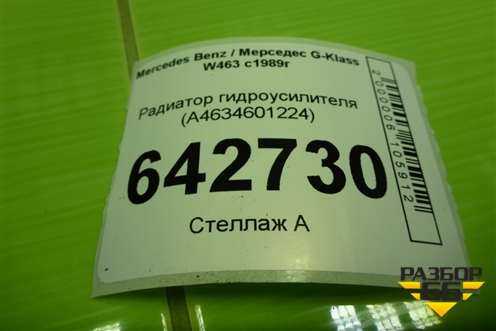 Mercedes Benz / Мерседес G-Klass
W463 с1989г
Радиатор гидроусилителя
(A4634601224)
642730
Стеллаж А
2000006105912
РАЗБОР
66